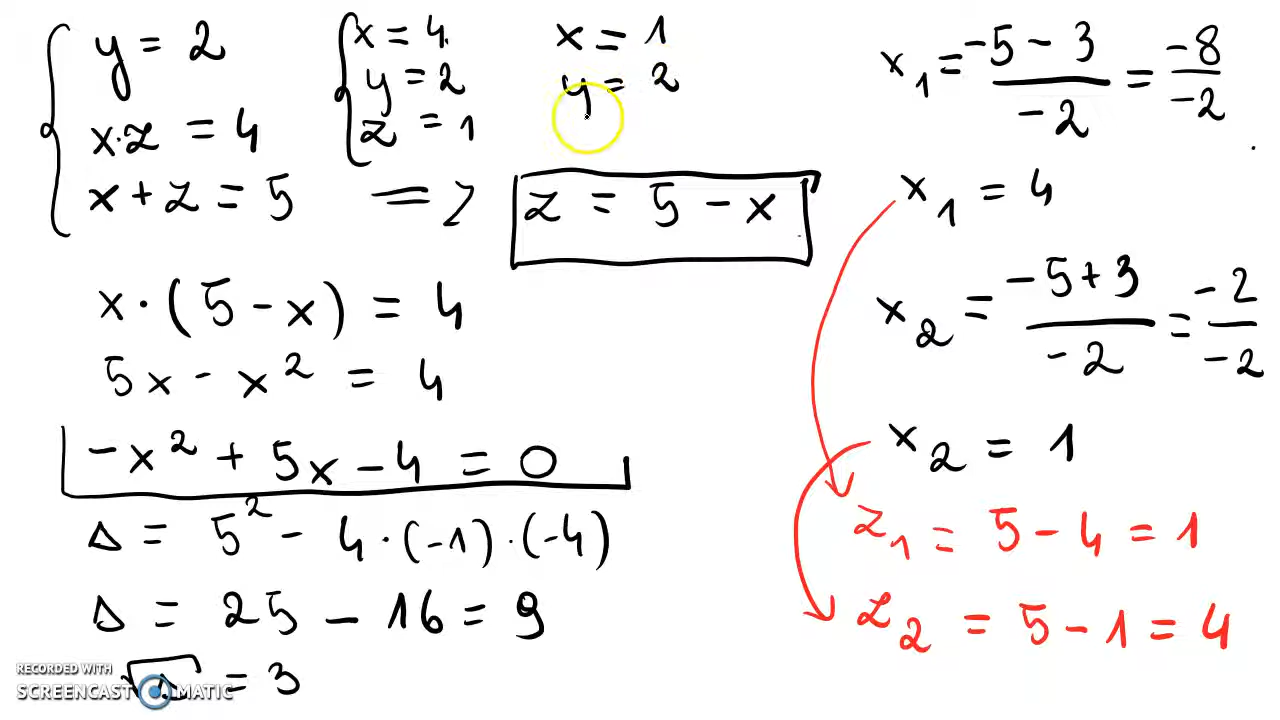 y = 2
x·z = 4
x + z = 5 => z = 5 - x
x = 4
y = 2
z = 1
x = 1
y = 2
x · (5 - x) = 4
5x - x² = 4
-x² + 5x - 4 = 0
Δ = 5² - 4 · (-1) · (-4)
Δ = 25 - 16 = 9
√Δ = 3
x₁ = (-5 - 3)/(-2) = -8/-2
x₁ = 4
x₂ = (-5 + 3)/(-2) = -2/-2
x₂ = 1
z₁ = 5 - 4 = 1
z₂ = 5 - 1 = 4
RECORDED WITH
SCREENCAST MATIC